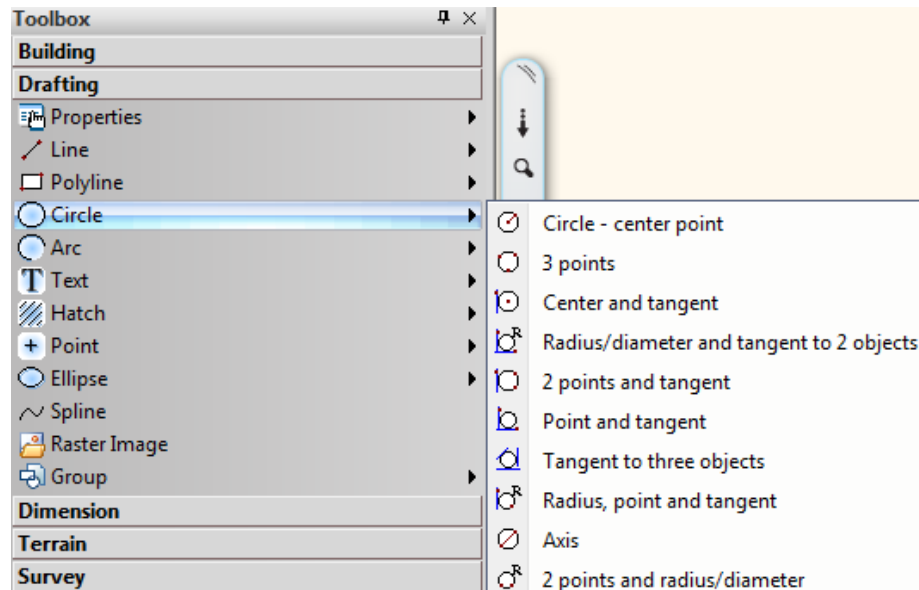 Toolbox
Building
Drafting
Properties
Line
Polyline
Circle
Arc
T Text
Hatch
Point
Ellipse
Spline
Raster Image
Group
Dimension
Terrain
Survey
Circle - center point
3 points
Center and tangent
R Radius/diameter and tangent to 2 objects
2 points and tangent
Point and tangent
Tangent to three objects
R Radius, point and tangent
Axis
R 2 points and radius/diameter